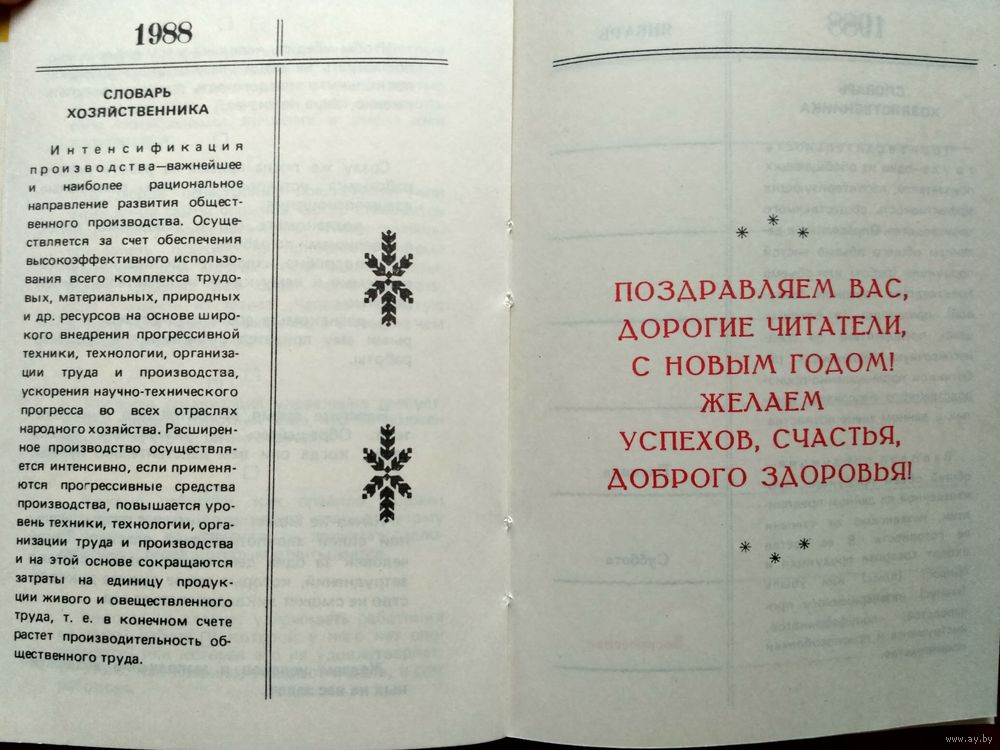 1988
СЛОВАРЬ
ХОЗЯЙСТВЕННИКА
Интенсификация
производства—важнейшее
и наиболее рациональное
направление развития общест-
венного производства. Осуще-
ствляется за счет обеспечения
высокоэффективного использо-
вания всего комплекса трудо-
вых, материальных, природных
и др. ресурсов на основе широ-
кого внедрения прогрессивной
техники, технологии, организа-
ции труда и производства,
ускорения научно-технического
прогресса во всех отраслях
народного хозяйства. Расширен-
ное производство осуществля-
ется интенсивно, если применя-
ются прогрессивные средства
производства, повышается уро-
вень техники, технологии, орга-
низации труда и производства
и на этой основе сокращаются
затраты на единицу продук-
ции живого и овеществленного
труда, т. е. в конечном счете
растет производительность об-
щественного труда.
ПОЗДРАВЛЯЕМ ВАС,
ДОРОГИЕ ЧИТАТЕЛИ,
С НОВЫМ ГОДОМ!
ЖЕЛАЕМ
УСПЕХОВ, СЧАСТЬЯ,
ДОБРОГО ЗДОРОВЬЯ!
www.ay.by